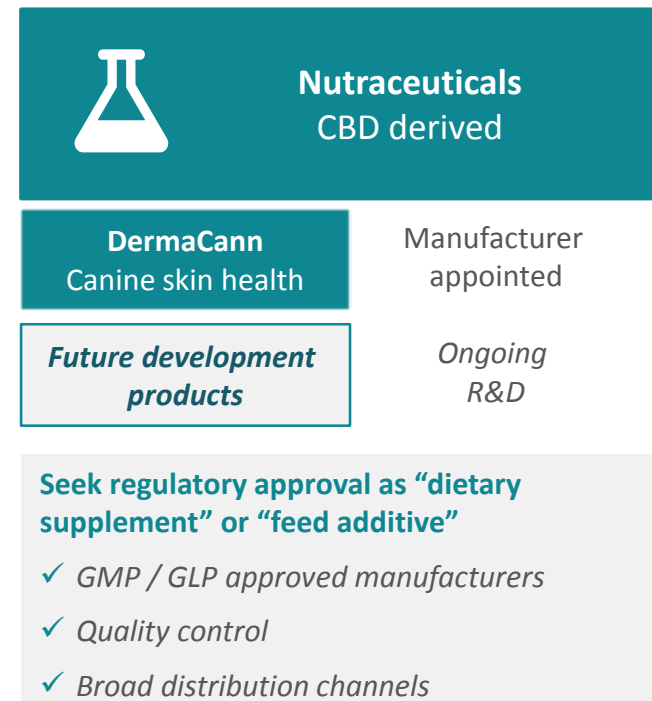 Nutraceuticals
CBD derived
DermaCann
Canine skin health
Manufacturer
appointed
Future development
products
Ongoing
R&D
Seek regulatory approval as “dietary
supplement” or “feed additive”
✓ GMP / GLP approved manufacturers
✓ Quality control
✓ Broad distribution channels